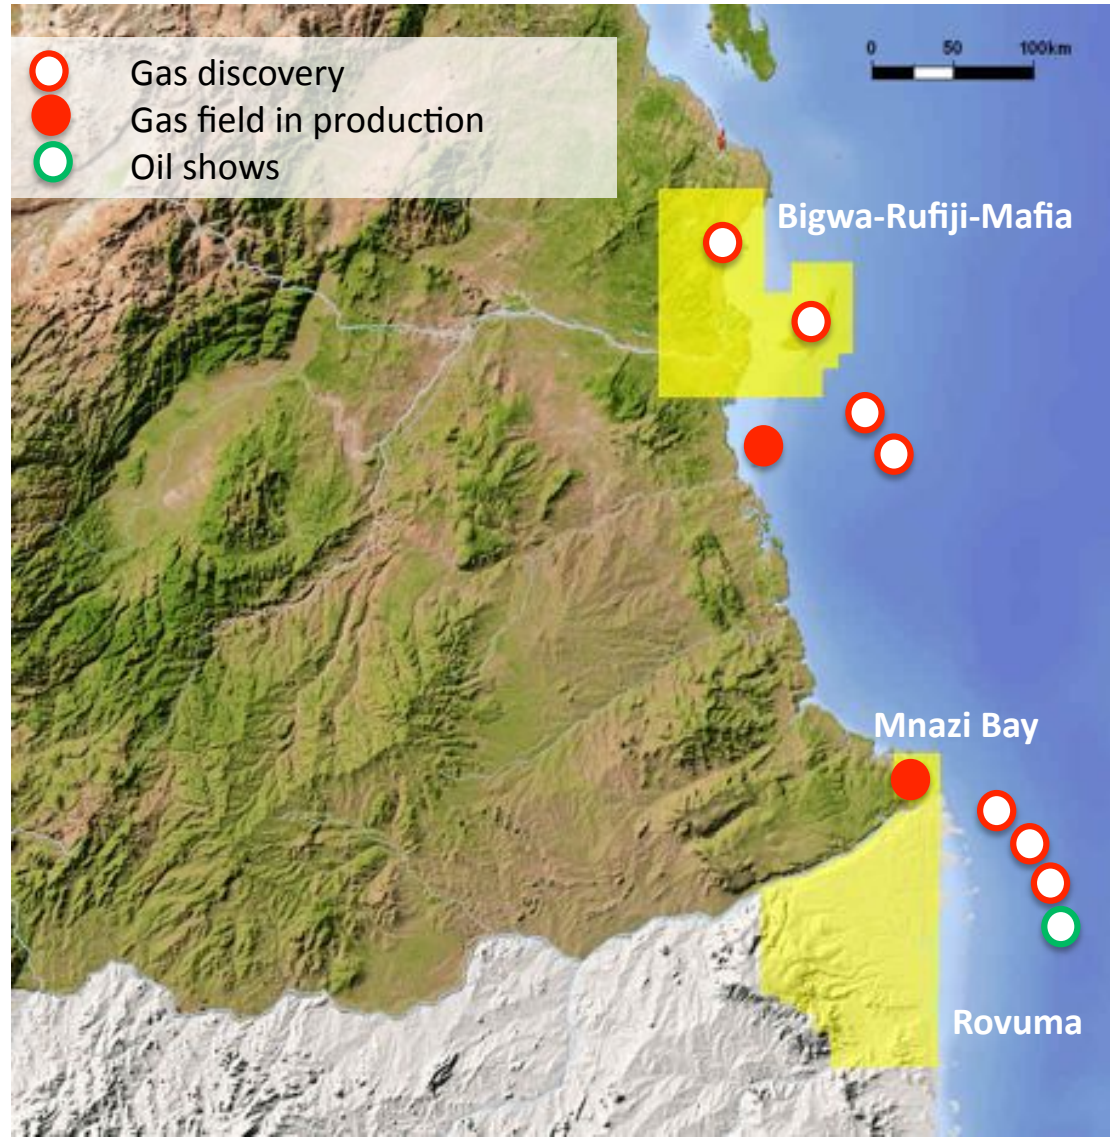 0 50 100km
Gas discovery
Gas field in production
Oil shows
Bigwa-Rufiji-Mafia
Mnazi Bay
Rovuma